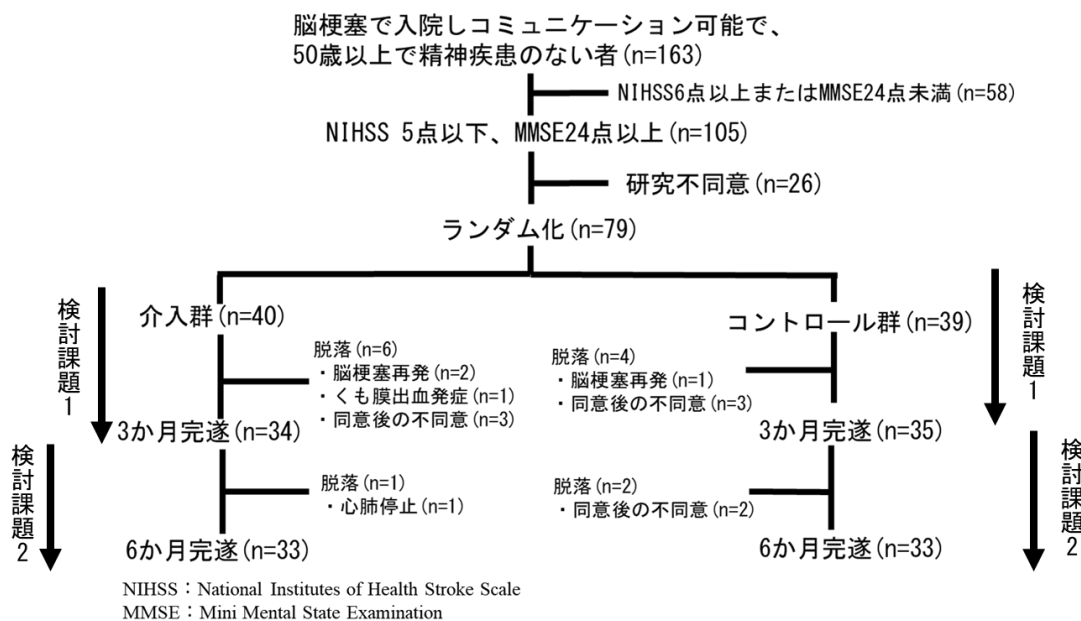 脳梗塞で入院しコミュニケーション可能で、
50歳以上で精神疾患のない者(n=163)
NIHSS6点以上またはMMSE24点未満(n=58)
NIHSS 5点以下、MMSE24点以上(n=105)
研究不同意(n=26)
ランダム化(n=79)
検討課題1
介入群(n=40)
脱落(n=6)
・脳梗塞再発(n=2)
・くも膜出血発症(n=1)
・同意後の不同意(n=3)
3か月完遂(n=34)
コントロール群(n=39)
脱落(n=4)
・脳梗塞再発(n=1)
・同意後の不同意(n=3)
3か月完遂(n=35)
検討課題1
検討課題2
脱落(n=1)
・心肺停止(n=1)
6か月完遂(n=33)
脱落(n=2)
・同意後の不同意(n=2)
6か月完遂(n=33)
検討課題2
NIHSS：National Institutes of Health Stroke Scale
MMSE：Mini Mental State Examination